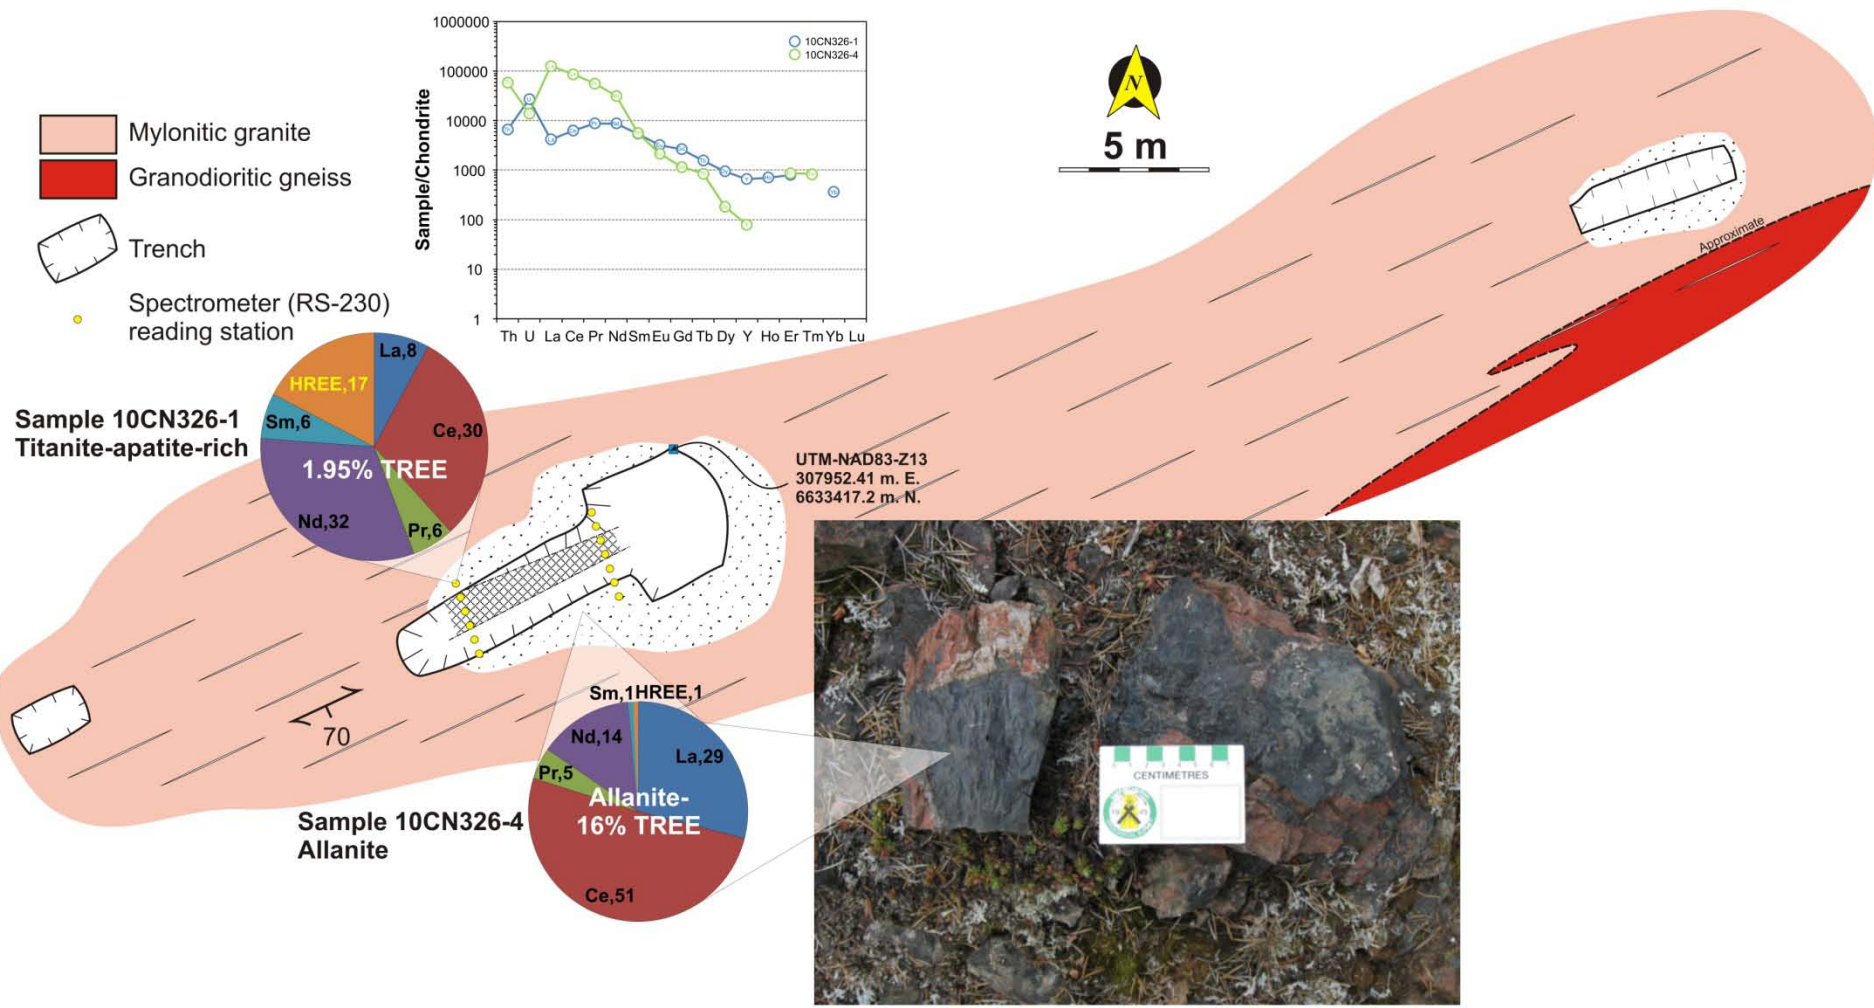 1000000
100000
10000
1000
100
10
1
Sample/Chondrite
10CN326-1
10CN326-4
Th U La Ce Pr Nd Sm Eu Gd Tb Dy Y Ho Er Tm Yb Lu
N
5 m
Mylonitic granite
Granodioritic gneiss
Trench
Spectrometer (RS-230)
reading station
Approximate
Sample 10CN326-1
Titanite-apatite-rich
La,8
HREE,17
Sm,6
Ce,30
1.95% TREE
Nd,32
Pr,6
UTM-NAD83-Z13
307952.41 m. E.
6633417.2 m. N.
70
Sm,1 HREE,1
Nd,14
La,29
Pr,5
Allanite-
16% TREE
Ce,51
Sample 10CN326-4
Allanite
CENTIMETRES